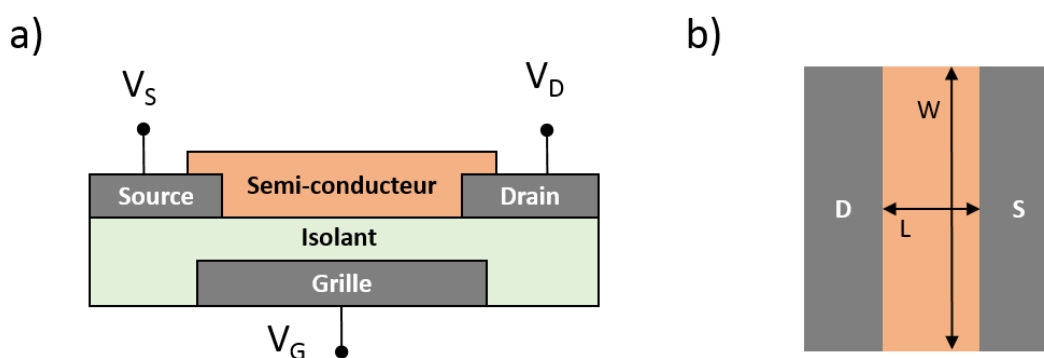 a)
V_S
V_D
Semi-conducteur
Source
Drain
Isolant
Grille
V_G
b)
W
D
S
L